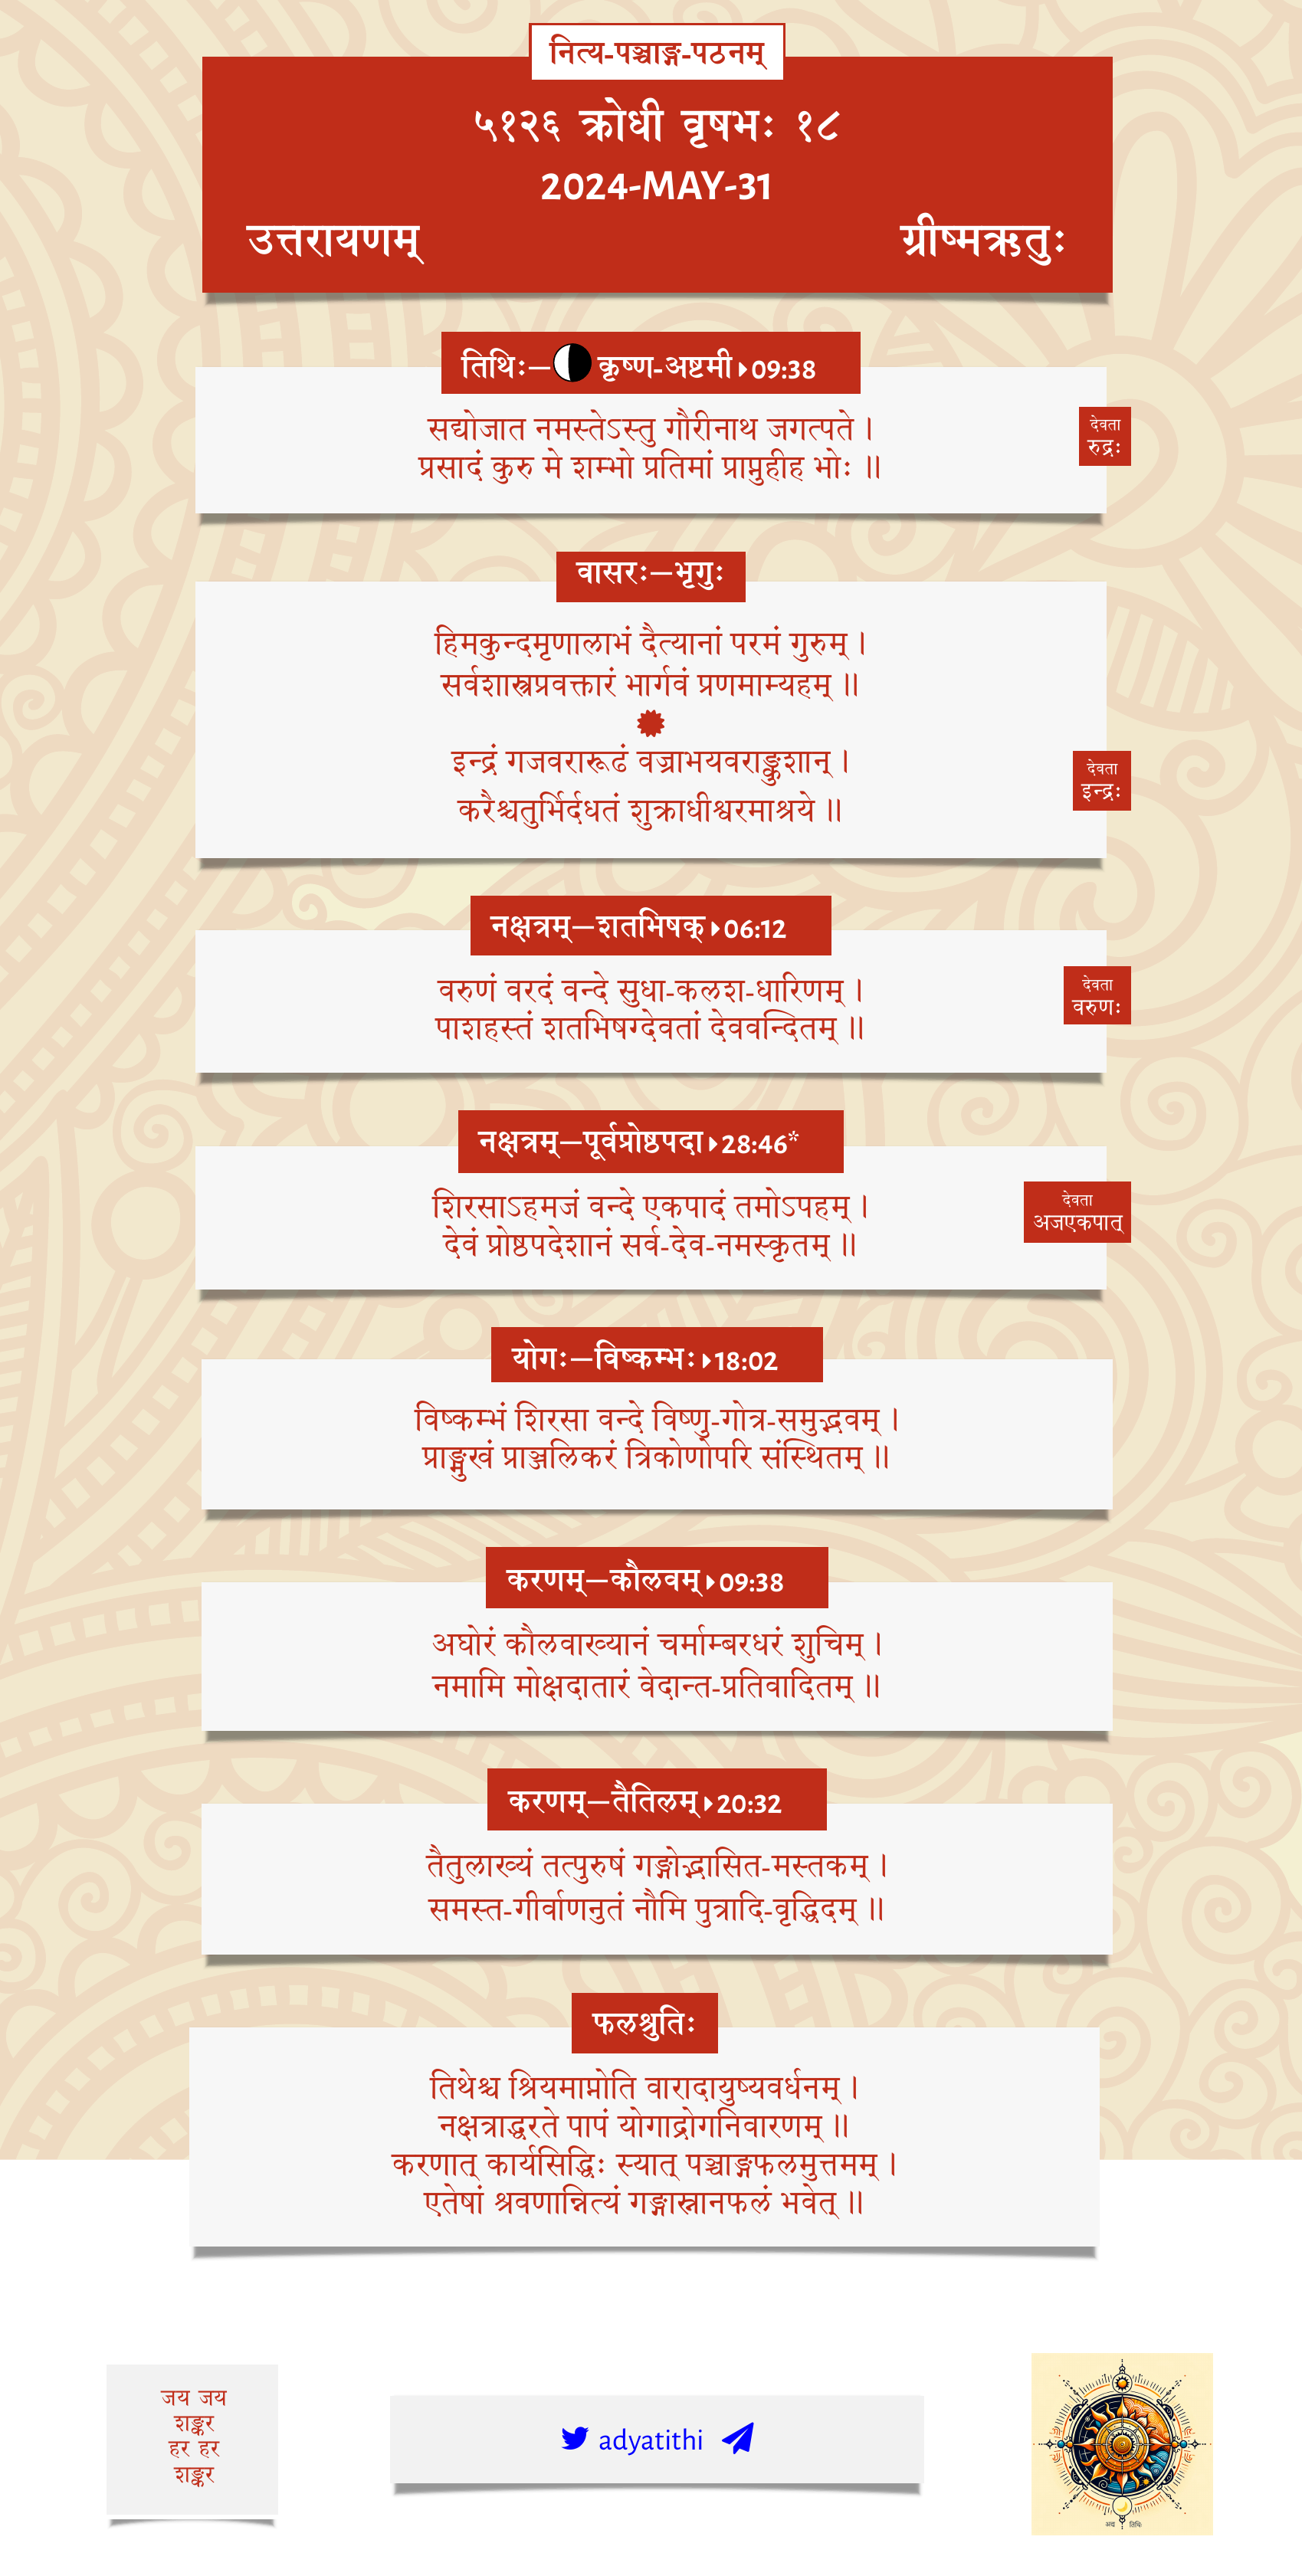 नित्य-पञ्चाङ्ग-पठनम्
५१२६ क्रोधी वृषभः १८
2024-MAY-31
उत्तरायणम्
ग्रीष्मऋतुः
तिथिः—कृष्ण-अष्टमी 09:38
सद्योजात नमस्तेऽस्तु गौरीनाथ जगत्पते ।
प्रसादं कुरु मे शम्भो प्रतिमां प्राप्नुहीह भोः ॥
देवता
रुद्रः
वासरः—भृगुः
हिमकुन्दमृणालाभं दैत्यानां परमं गुरुम् ।
सर्वशास्त्रप्रवक्तारं भार्गवं प्रणमाम्यहम् ॥
इन्द्रं गजवरारूढं वज्राभयवराङ्कुशान् ।
करैश्चतुर्भिर्दधतं शुक्राधीश्वरमाश्रये ॥
देवता
इन्द्रः
नक्षत्रम्—शतभिषक् 06:12
वरुणं वरदं वन्दे सुधा-कलश-धारिणम् ।
पाशहस्तं शतभिषग्देवतां देववन्दितम् ॥
देवता
वरुणः
नक्षत्रम्—पूर्वप्रोष्ठपदा 28:46*
शिरसाऽहमजं वन्दे एकपादं तमोऽपहम् ।
देवं प्रोष्ठपदेशानं सर्व-देव-नमस्कृतम् ॥
देवता
अजएकपात्
योगः—विष्कम्भः 18:02
विष्कम्भं शिरसा वन्दे विष्णु-गोत्र-समुद्भवम् ।
प्राङ्मुखं प्राञ्जलिकरं त्रिकोणोपरि संस्थितम् ॥
करणम्—कौलवम् 09:38
अघोरं कौलवाख्यानं चर्माम्बरधरं शुचिम् ।
नमामि मोक्षदातारं वेदान्त-प्रतिवादितम् ॥
करणम्—तैतिलम् 20:32
तैतुलाख्यं तत्पुरुषं गङ्गोद्भासित-मस्तकम् ।
समस्त-गीर्वाणनुतं नौमि पुत्रादि-वृद्धिदम् ॥
फलश्रुतिः
तिथेश्च श्रियमाप्नोति वारादायुष्यवर्धनम् ।
नक्षत्राद्धरते पापं योगाद्रोगनिवारणम् ॥
करणात् कार्यसिद्धिः स्यात् पञ्चाङ्गफलमुत्तमम् ।
एतेषां श्रवणान्नित्यं गङ्गास्नानफलं भवेत् ॥
जय जय
शङ्कर
हर हर
शङ्कर
adyatithi
अद्य तिथिः